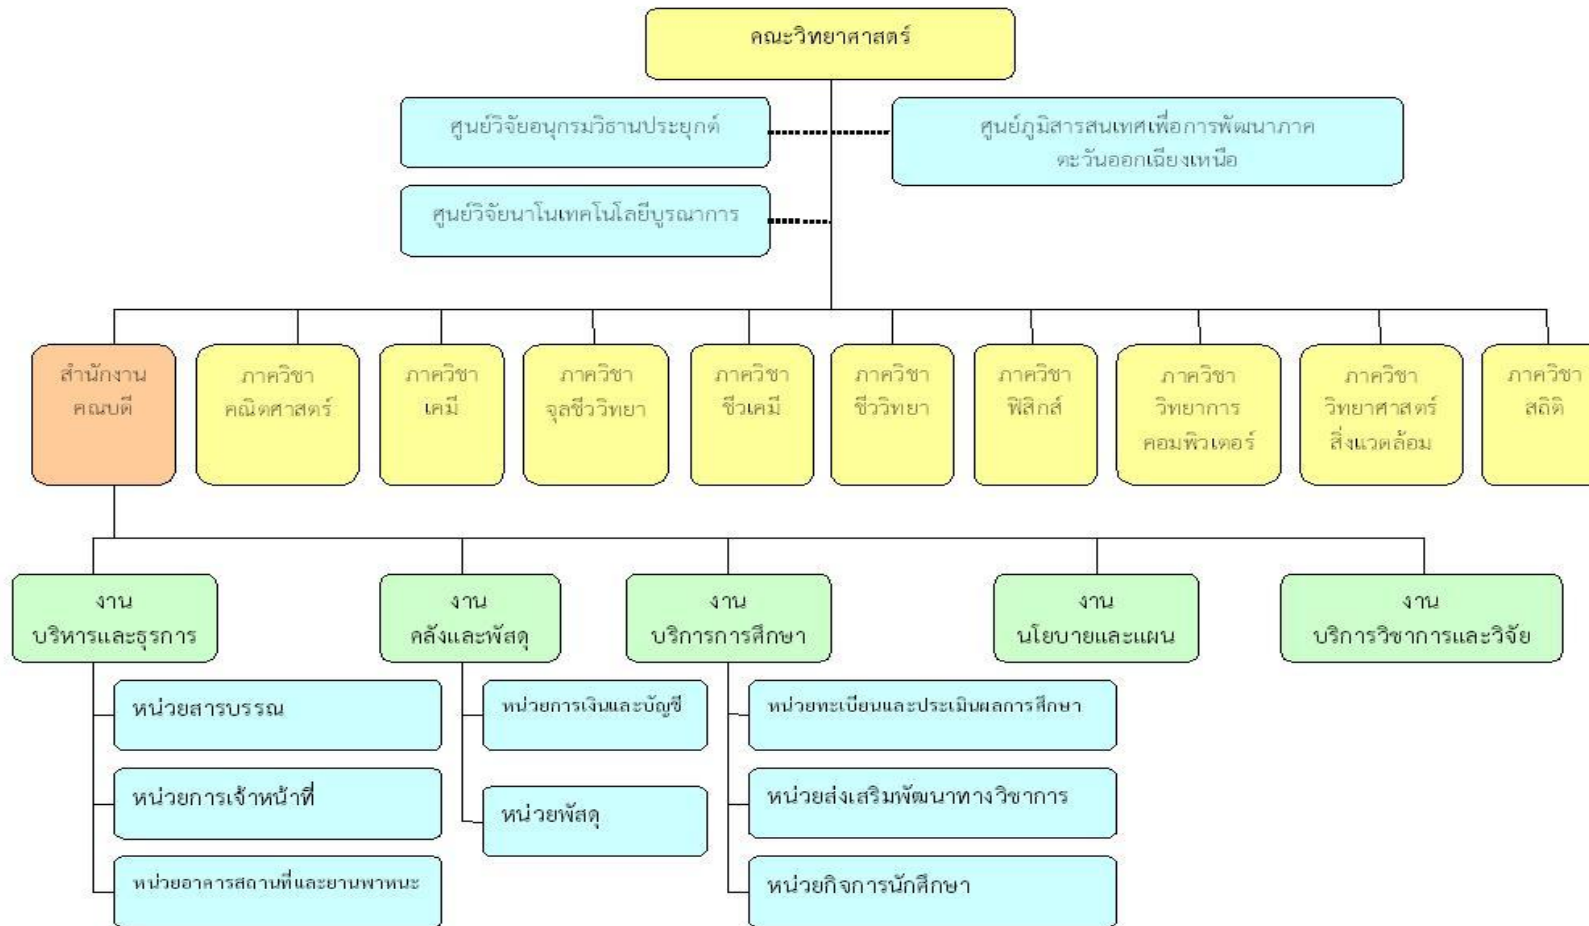 คณะวิทยาศาสตร์
ศูนย์วิจัยอนุกรมวิธานประยุกต์
ศูนย์ภูมิสารสนเทศเพื่อการพัฒนาภาค
ตะวันออกเฉียงเหนือ
ศูนย์วิจัยนาโนเทคโนโลยีบูรณาการ
สำนักงาน
คณบดี
ภาควิชา
คณิตศาสตร์
ภาควิชา
เคมี
ภาควิชา
จุลชีววิทยา
ภาควิชา
ชีวเคมี
ภาควิชา
ชีววิทยา
ภาควิชา
ฟิสิกส์
ภาควิชา
วิทยาการ
คอมพิวเตอร์
ภาควิชา
วิทยาศาสตร์
สิ่งแวดล้อม
ภาควิชา
สถิติ
งาน
บริหารและธุรการ
งาน
คลังและพัสดุ
งาน
บริการการศึกษา
งาน
นโยบายและแผน
งาน
บริการวิชาการและวิจัย
หน่วยสารบรรณ
หน่วยการเจ้าหน้าที่
หน่วยอาคารสถานที่และยานพาหนะ
หน่วยการเงินและบัญชี
หน่วยพัสดุ
หน่วยทะเบียนและประเมินผลการศึกษา
หน่วยส่งเสริมพัฒนาทางวิชาการ
หน่วยกิจการนักศึกษา